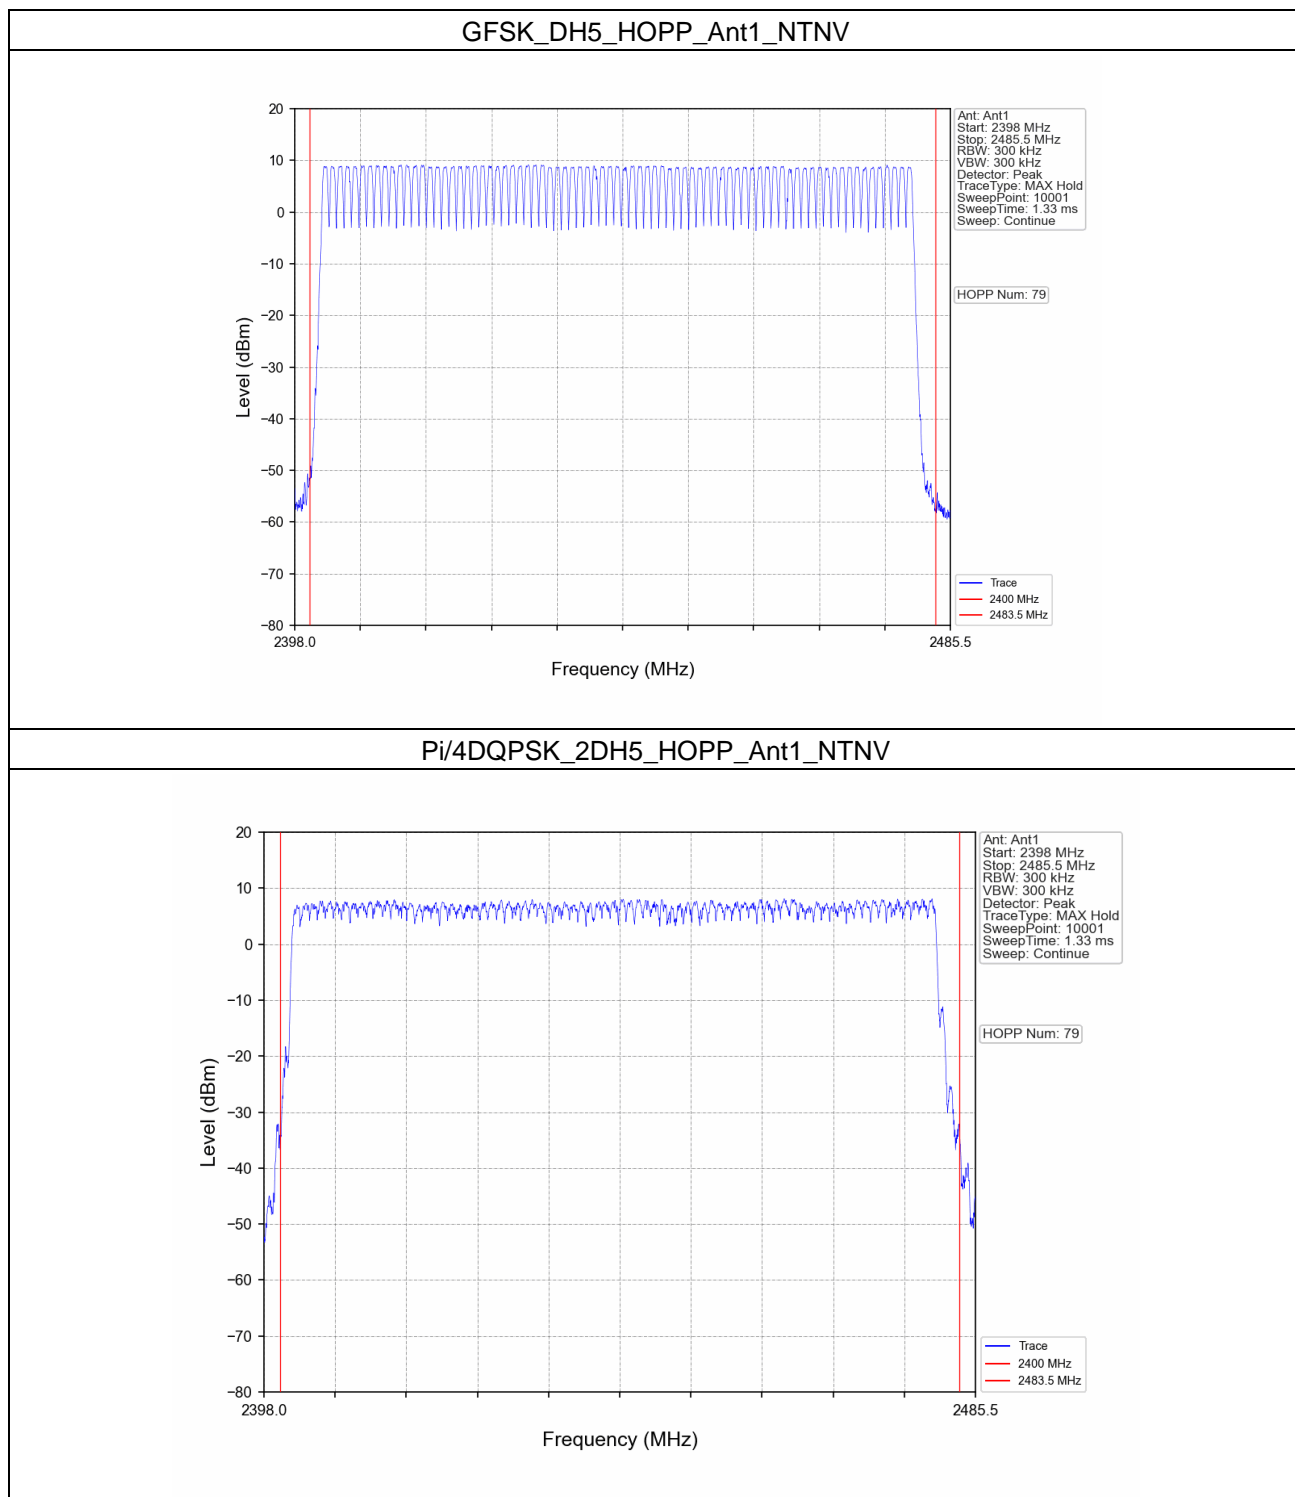 GFSK_DH5_HOPP_Ant1_NTNV
20
10
0
−10
−20
−30
−40
−50
−60
−70
−80
Level (dBm)
2398.0
2485.5
Frequency (MHz)
Ant: Ant1
Start: 2398 MHz
Stop: 2485.5 MHz
RBW: 300 kHz
VBW: 300 kHz
Detector: Peak
TraceType: MAX Hold
SweepPoint: 10001
SweepTime: 1.33 ms
Sweep: Continue
HOPP Num: 79
Trace
2400 MHz
2483.5 MHz
Pi/4DQPSK_2DH5_HOPP_Ant1_NTNV
20
10
0
−10
−20
−30
−40
−50
−60
−70
−80
Level (dBm)
2398.0
2485.5
Frequency (MHz)
Ant: Ant1
Start: 2398 MHz
Stop: 2485.5 MHz
RBW: 300 kHz
VBW: 300 kHz
Detector: Peak
TraceType: MAX Hold
SweepPoint: 10001
SweepTime: 1.33 ms
Sweep: Continue
HOPP Num: 79
Trace
2400 MHz
2483.5 MHz